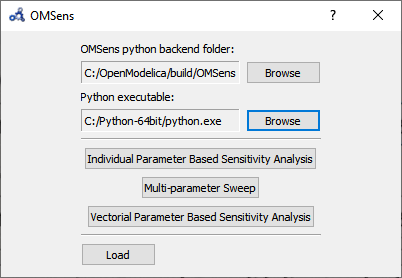 OMSens
?
OMSens python backend folder:
C:/OpenModelica/build/OMSens Browse
Python executable:
C:/Python-64bit/python.exe Browse
Individual Parameter Based Sensitivity Analysis
Multi-parameter Sweep
Vectorial Parameter Based Sensitivity Analysis
Load